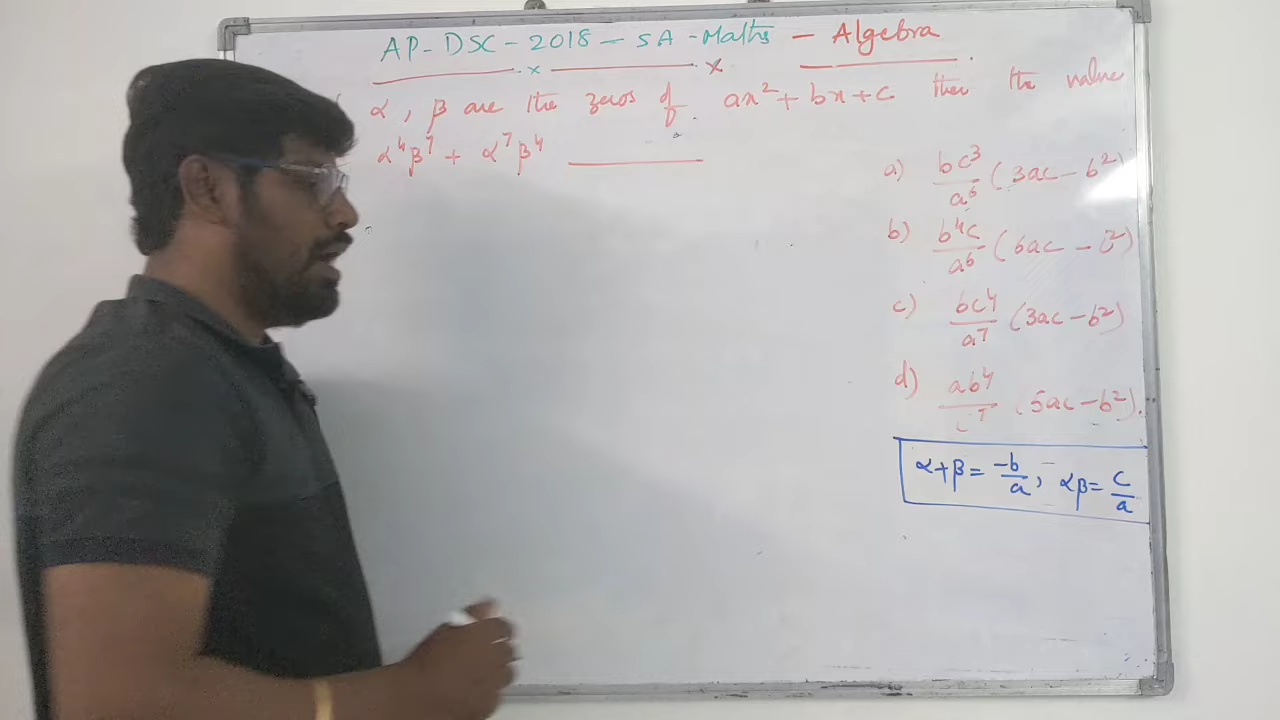 AP-DSC-2018-SA-Maths - Algebra
α, β are the zeros of ax²+bx+c then the value
α⁴β⁷ + α⁷β⁴ ______
a) bc³/a⁶ (3ac-b²)
b) b⁴c/a⁶ (6ac - c²)
c) bc⁴/a⁷ (3ac-b²)
d) ab⁴/c⁷ (5ac-b²).
α+β = -b/a, αβ = c/a